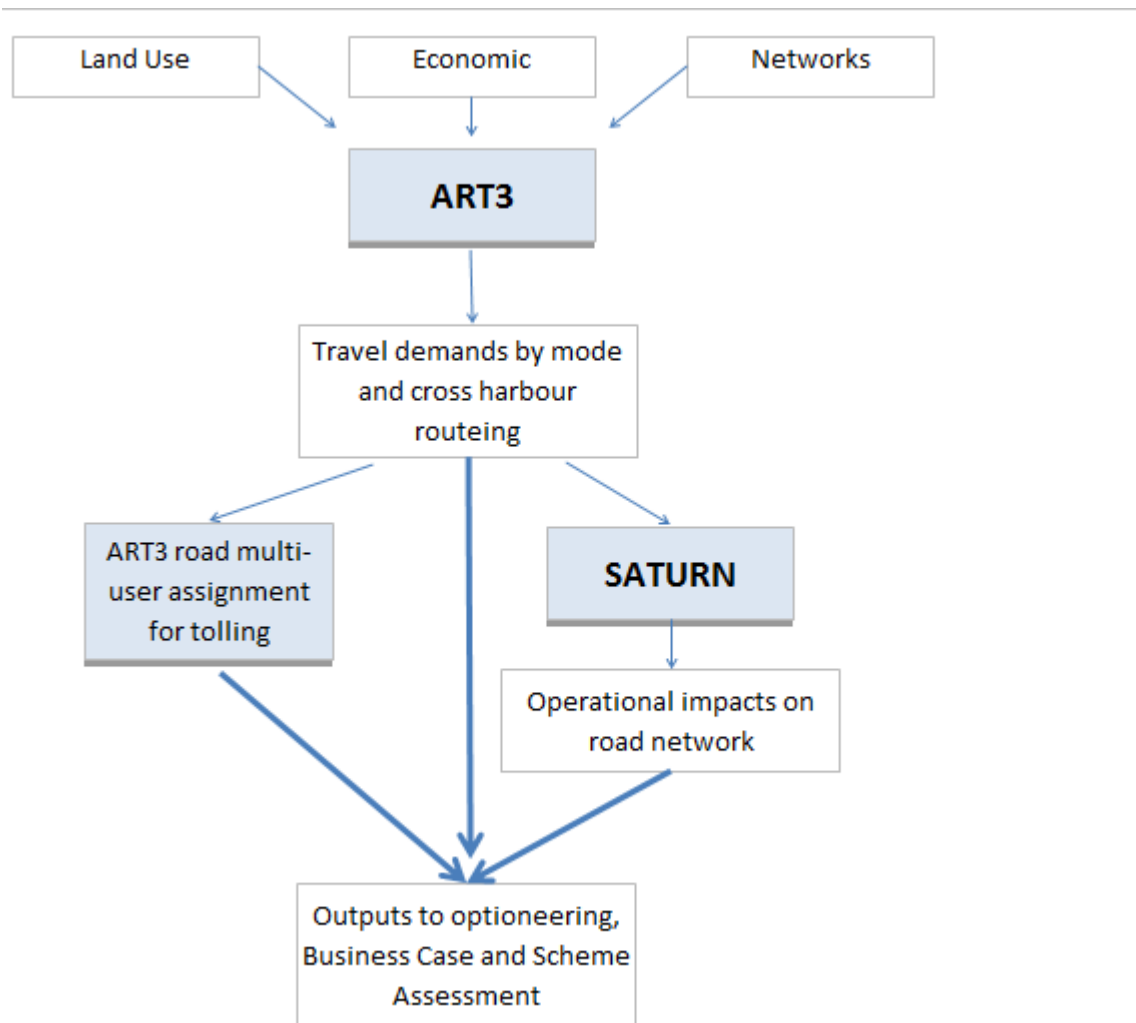 Land Use
Economic
Networks
ART3
Travel demands by mode
and cross harbour
routeing
ART3 road multi-
user assignment
for tolling
SATURN
Operational impacts on
road network
Outputs to optioneering,
Business Case and Scheme
Assessment